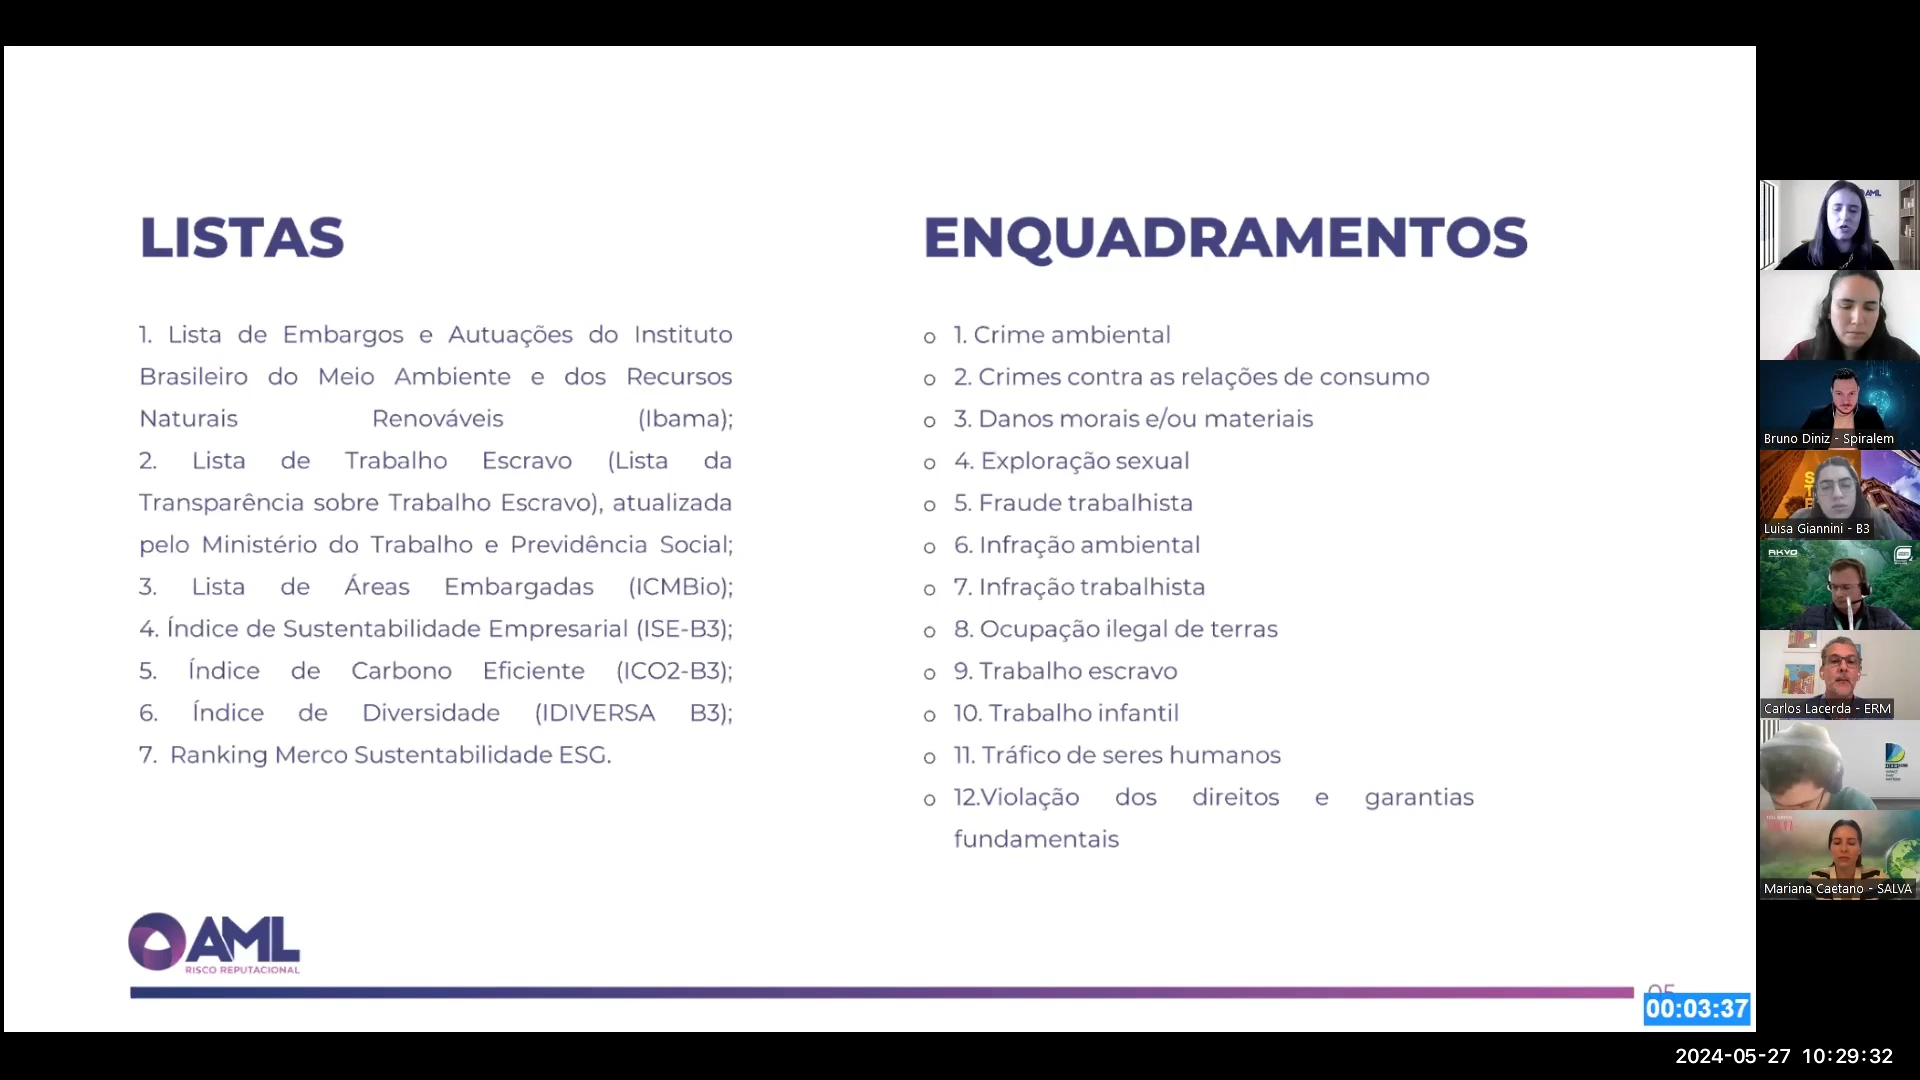 LISTAS
1. Lista de Embargos e Autuações do Instituto
Brasileiro do Meio Ambiente e dos Recursos
Naturais Renováveis (Ibama);
2. Lista de Trabalho Escravo (Lista da
Transparência sobre Trabalho Escravo), atualizada
pelo Ministério do Trabalho e Previdência Social;
3. Lista de Áreas Embargadas (ICMBio);
4. Índice de Sustentabilidade Empresarial (ISE-B3);
5. Índice de Carbono Eficiente (ICO2-B3);
6. Índice de Diversidade (IDIVERSA B3);
7. Ranking Merco Sustentabilidade ESG.
ENQUADRAMENTOS
o 1. Crime ambiental
o 2. Crimes contra as relações de consumo
o 3. Danos morais e/ou materiais
o 4. Exploração sexual
o 5. Fraude trabalhista
o 6. Infração ambiental
o 7. Infração trabalhista
o 8. Ocupação ilegal de terras
o 9. Trabalho escravo
o 10. Trabalho infantil
o 11. Tráfico de seres humanos
o 12.Violação dos direitos e garantias
fundamentais
AML
RISCO REPUTACIONAL
05
00:03:37
AML
Bruno Diniz - Spiralem
Luisa Giannini - B3
Carlos Lacerda - ERM
Mariana Caetano - SALVA
2024-05-27 10:29:32